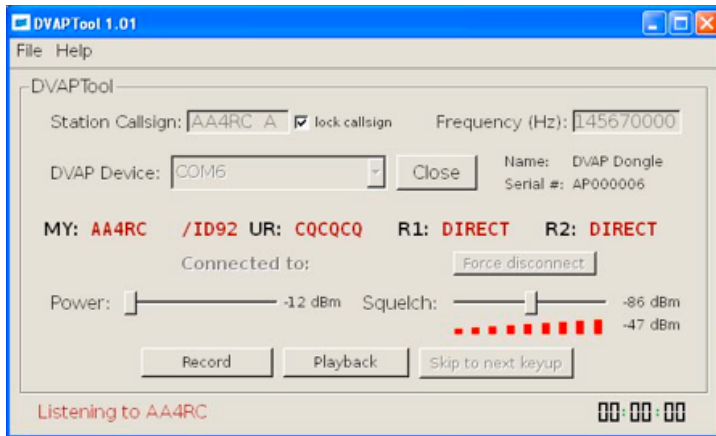 DVAPTool 1.01
File Help
DVAPTool
Station Callsign: AA4RC A lock callsign Frequency (Hz): 145670000
DVAP Device: COM6 Close Name: DVAP Dongle
Serial #: AP000006
MY: AA4RC /ID92 UR: CQCQCQ R1: DIRECT R2: DIRECT
Connected to: Force disconnect
Power: -12 dBm Squelch: -86 dBm
-47 dBm
Record Playback Skip to next keyup
Listening to AA4RC 00:00:00